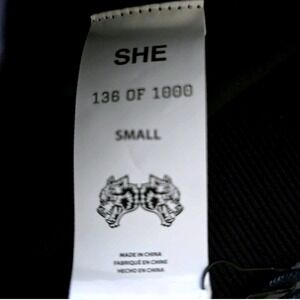 SHE
136 OF 1000
SMALL
MADE IN CHINA
FABRIQUÉ EN CHINE
HECHO EN CHINA